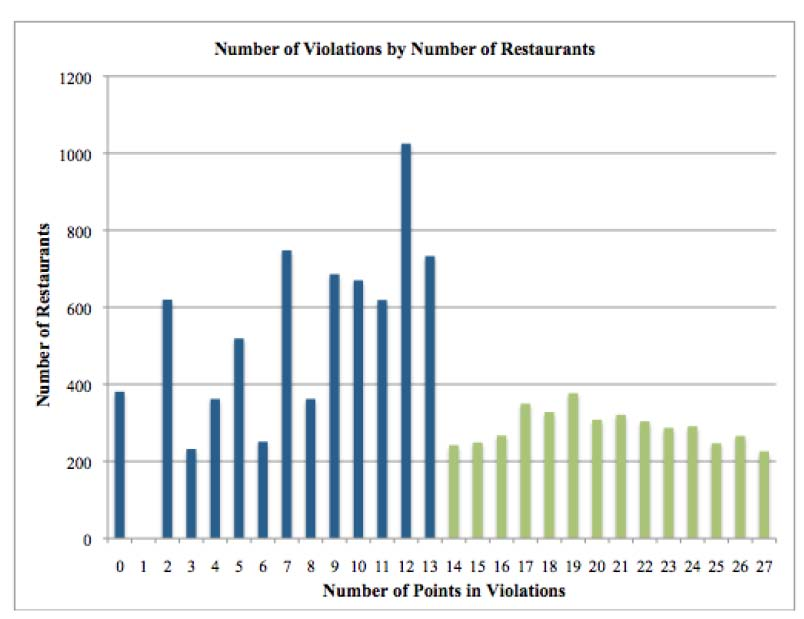 Number of Violations by Number of Restaurants
1200
1000
800
600
400
200
0
Number of Restaurants
0 1 2 3 4 5 6 7 8 9 10 11 12 13 14 15 16 17 18 19 20 21 22 23 24 25 26 27
Number of Points in Violations